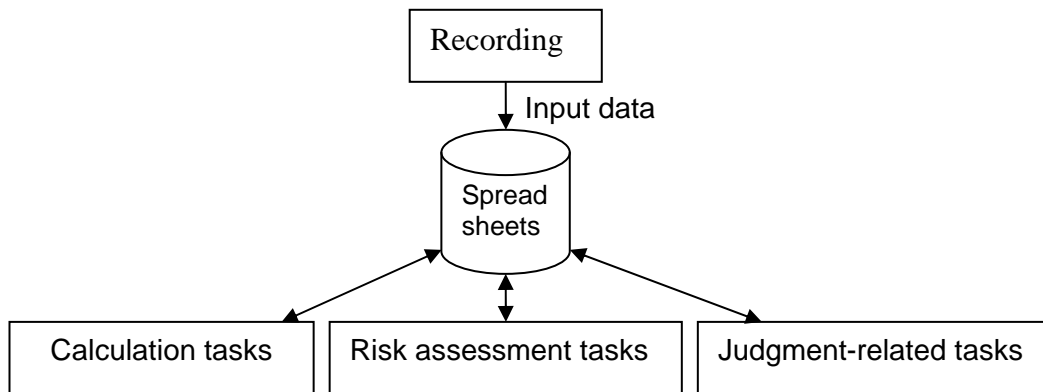 Recording
Input data
Spread
sheets
Calculation tasks
Risk assessment tasks
Judgment-related tasks